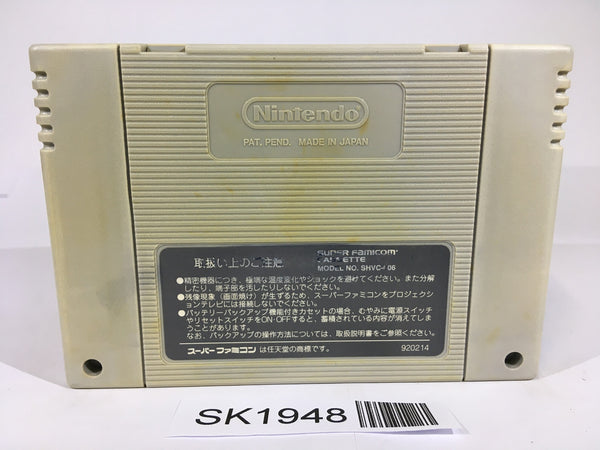 Nintendo
PAT. PEND. MADE IN JAPAN
取扱い上のご注意
SUPER FAMICOM
CASSETTE
MODEL NO. SHVC-006
●精密機器につき、極端な温度変化やショックを避けてください。また分解
したり、端子部を汚したりしないでください。
●残像現象(画面焼け)が生ずるため、スーパーファミコンをプロジェクシ
ョンテレビには接続しないでください。
●バッテリーバックアップ機能付きカセットの場合、むやみに電源スイッチ
やリセットスイッチをON・OFFすると、蓄積されている内容が消えてしま
うことがあります。
なお、バックアップの操作方法については、取扱説明書をご参照ください。
スーパーファミコン は任天堂の商標です。
920214
SK1948